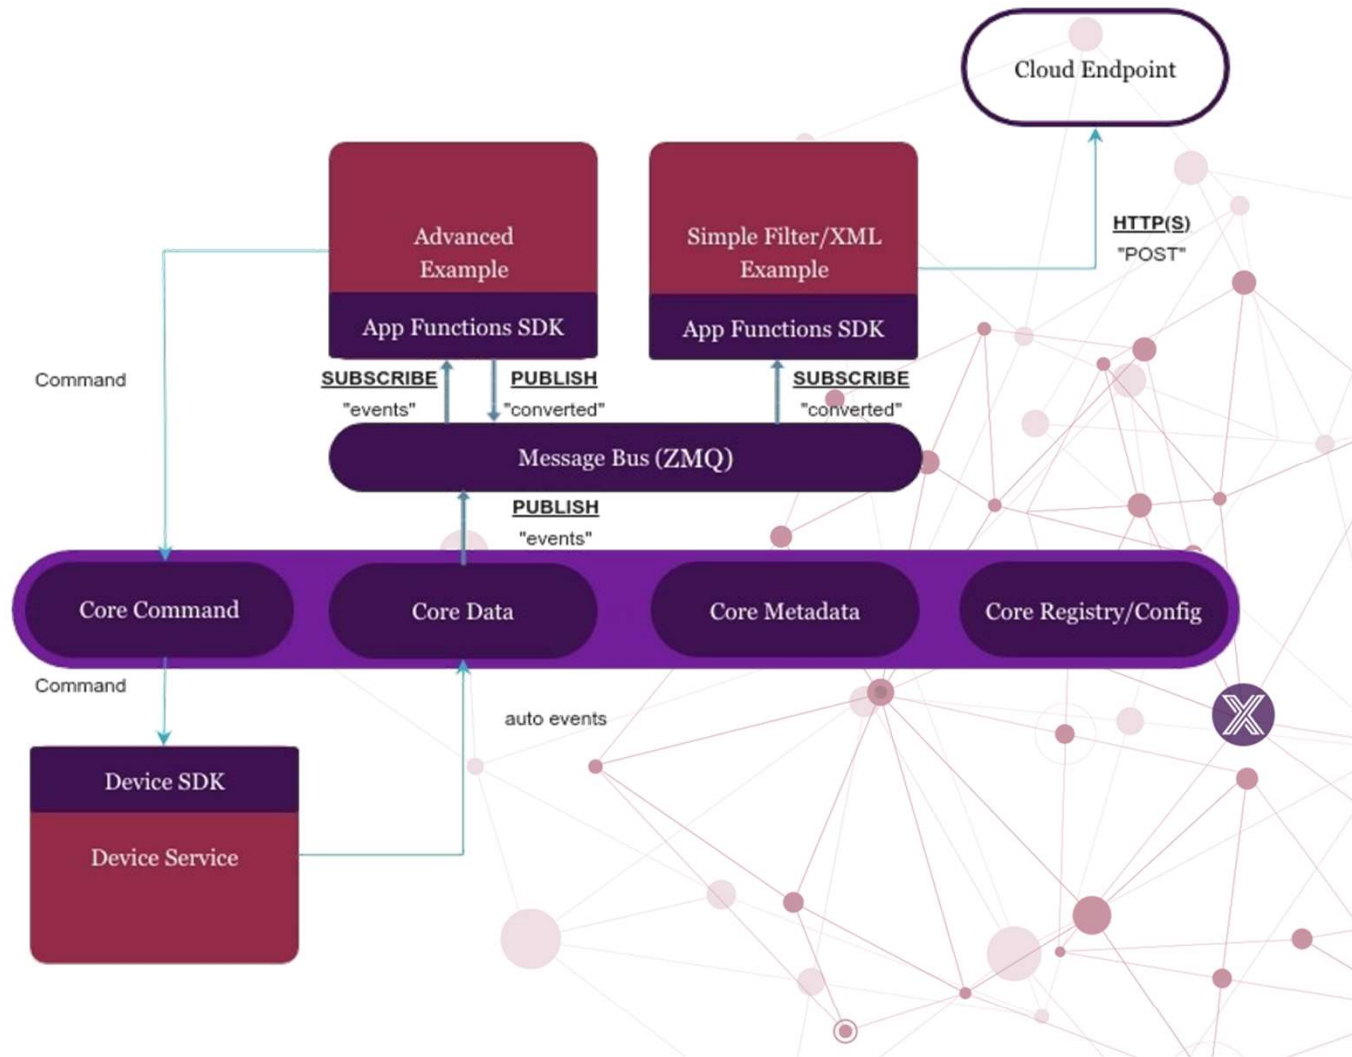 Cloud Endpoint
HTTP(S)
"POST"
Advanced
Example
App Functions SDK
Simple Filter/XML
Example
App Functions SDK
Command
SUBSCRIBE
"events"
PUBLISH
"converted"
SUBSCRIBE
"converted"
Message Bus (ZMQ)
PUBLISH
"events"
Core Command
Core Data
Core Metadata
Core Registry/Config
Command
auto events
Device SDK
Device Service